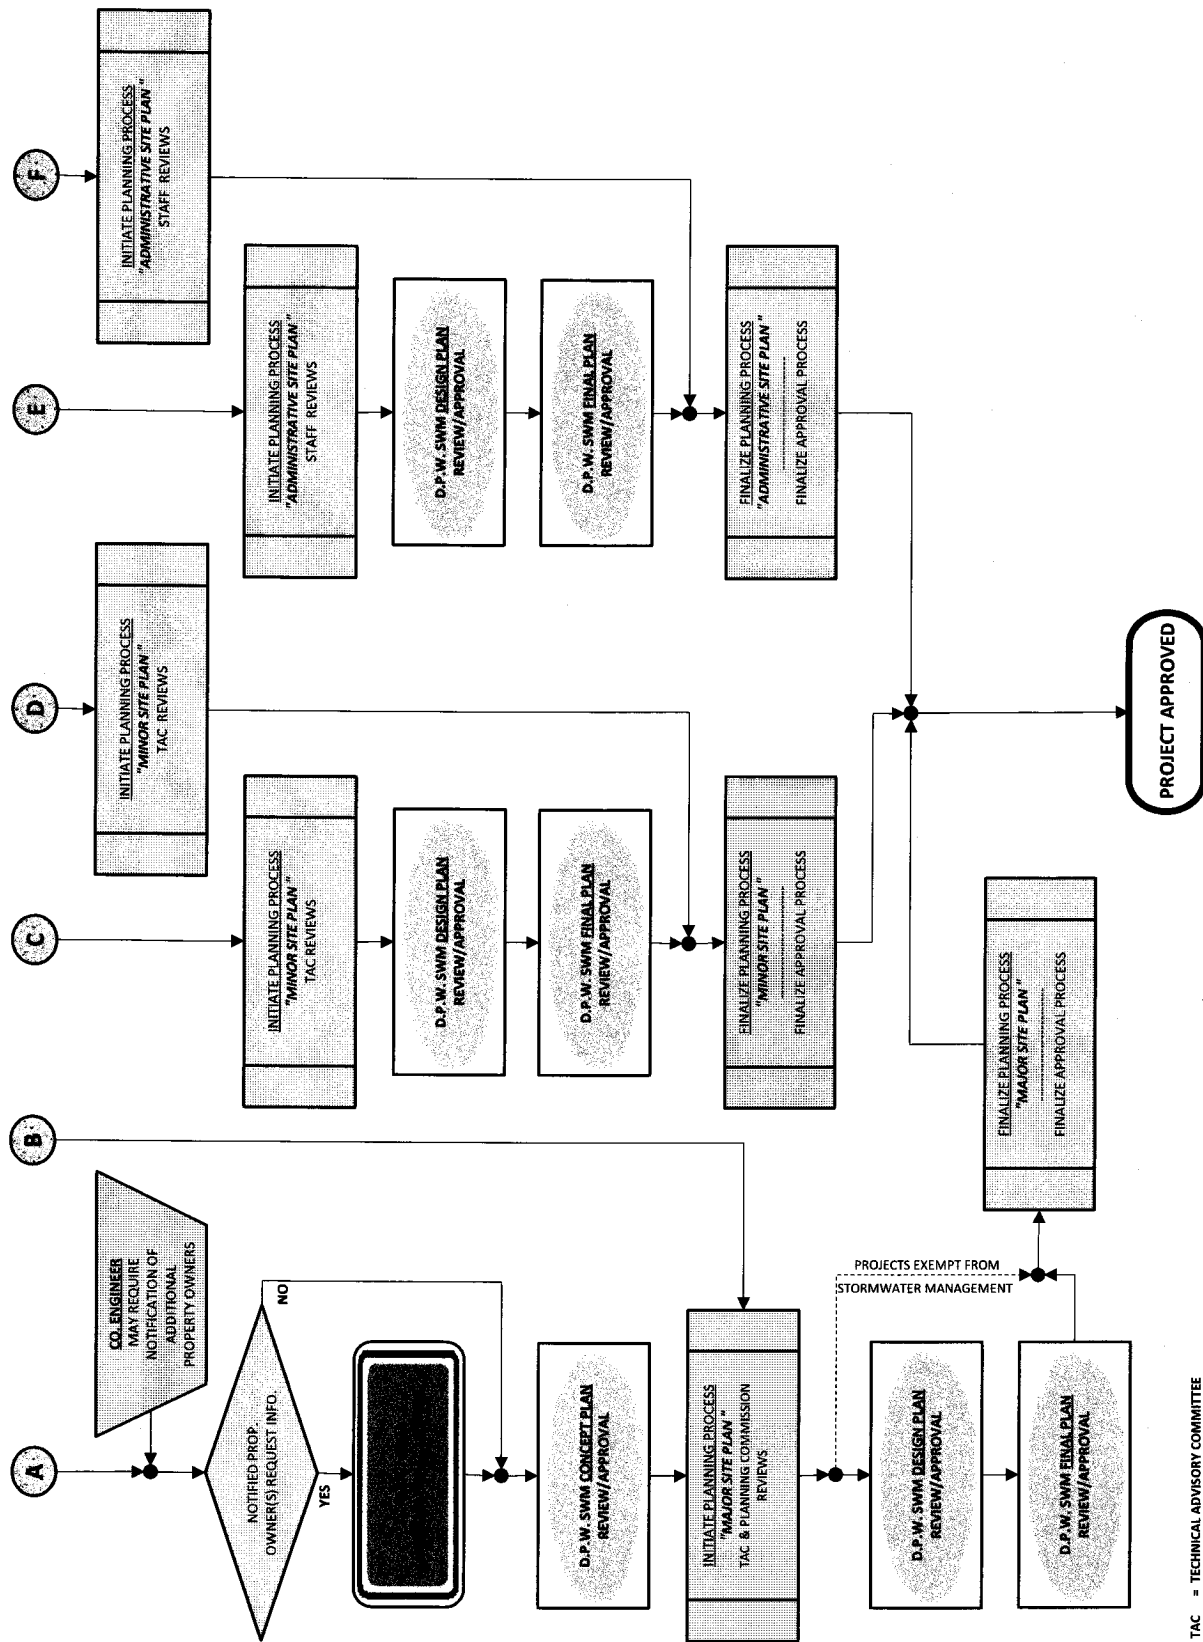 A
B
C
D
E
F
CO. ENGINEER
MAY REQUIRE
NOTIFICATION OF
ADDITIONAL
PROPERTY OWNERS
NOTIFIED PROP.
OWNER(S) REQUEST INFO.
NO
YES
D.P.W. SWM CONCEPT PLAN
REVIEW/APPROVAL
INITIATE PLANNING PROCESS
"MAJOR SITE PLAN"
TAC & PLANNING COMMISSION
REVIEWS
PROJECTS EXEMPT FROM
STORMWATER MANAGEMENT
D.P.W. SWM DESIGN PLAN
REVIEW/APPROVAL
D.P.W. SWM FINAL PLAN
REVIEW/APPROVAL
FINALIZE PLANNING PROCESS
"MAJOR SITE PLAN"
FINALIZE APPROVAL PROCESS
INITIATE PLANNING PROCESS
"MINOR SITE PLAN"
TAC REVIEWS
D.P.W. SWM DESIGN PLAN
REVIEW/APPROVAL
D.P.W. SWM FINAL PLAN
REVIEW/APPROVAL
FINALIZE PLANNING PROCESS
"MINOR SITE PLAN"
FINALIZE APPROVAL PROCESS
INITIATE PLANNING PROCESS
"MINOR SITE PLAN"
TAC REVIEWS
INITIATE PLANNING PROCESS
"ADMINISTRATIVE SITE PLAN"
STAFF REVIEWS
D.P.W. SWM DESIGN PLAN
REVIEW/APPROVAL
D.P.W. SWM FINAL PLAN
REVIEW/APPROVAL
FINALIZE PLANNING PROCESS
"ADMINISTRATIVE SITE PLAN"
FINALIZE APPROVAL PROCESS
INITIATE PLANNING PROCESS
"ADMINISTRATIVE SITE PLAN"
STAFF REVIEWS
PROJECT APPROVED
TAC = TECHNICAL ADVISORY COMMITTEE